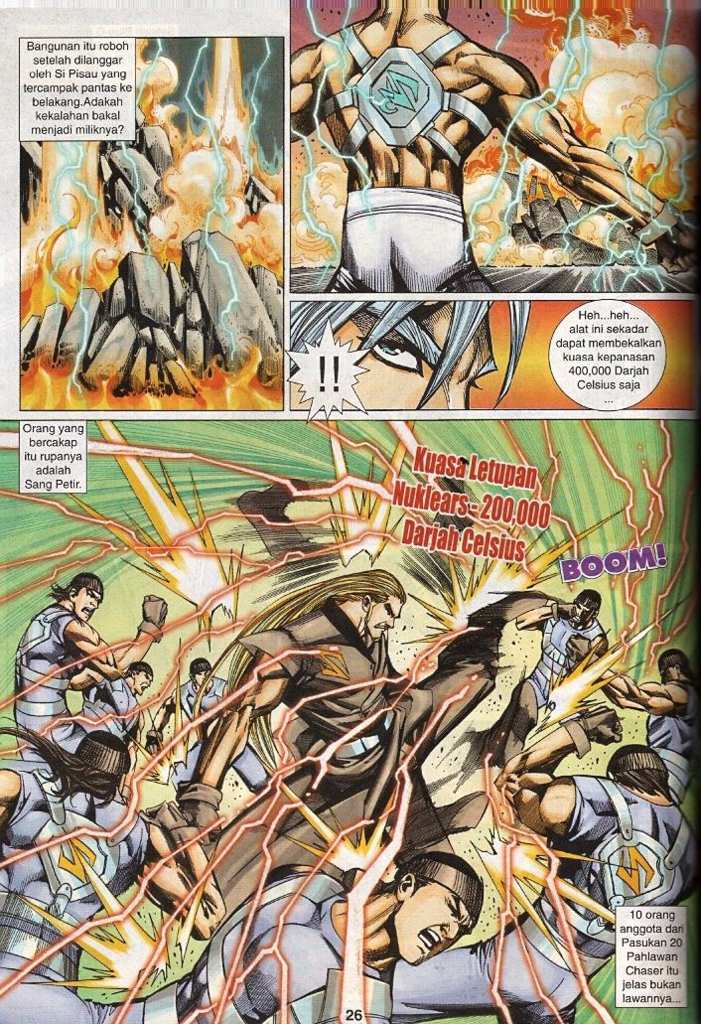 Bangunan itu roboh
setelah dilanggar
oleh Si Pisau yang
tercampak pantas ke
belakang.Adakah
kekalahan bakal
menjadi miliknya?
!!
Heh...heh...
alat ini sekadar
dapat membekalkan
kuasa kepanasan
400,000 Darjah
Celsius saja
...
Orang yang
bercakap
itu rupanya
adalah
Sang Petir.
Kuasa Letupan
Nuklears - 200,000
Darjah Celsius
BOOM!
10 orang
anggota dari
Pasukan 20
Pahlawan
Chaser itu
jelas bukan
lawannya...
26